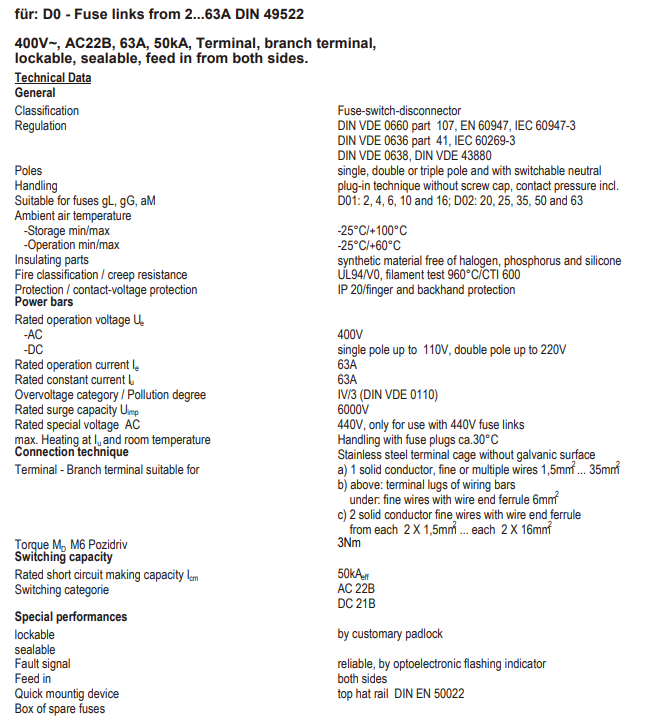 für: D0 - Fuse links from 2...63A DIN 49522
400V~, AC22B, 63A, 50kA, Terminal, branch terminal,
lockable, sealable, feed in from both sides.
Technical Data
General
Classification Fuse-switch-disconnector
Regulation DIN VDE 0660 part 107, EN 60947, IEC 60947-3
DIN VDE 0636 part 41, IEC 60269-3
DIN VDE 0638, DIN VDE 43880
Poles single, double or triple pole and with switchable neutral
Handling plug-in technique without screw cap, contact pressure incl.
Suitable for fuses gL, gG, aM D01: 2, 4, 6, 10 and 16; D02: 20, 25, 35, 50 and 63
Ambient air temperature
-Storage min/max -25°C/+100°C
-Operation min/max -25°C/+60°C
Insulating parts synthetic material free of halogen, phosphorus and silicone
Fire classification / creep resistance UL94/V0, filament test 960°C/CTI 600
Protection / contact-voltage protection IP 20/finger and backhand protection
Power bars
Rated operation voltage Ue
-AC 400V
-DC single pole up to 110V, double pole up to 220V
Rated operation current Ie 63A
Rated constant current Iu 63A
Overvoltage category / Pollution degree IV/3 (DIN VDE 0110)
Rated surge capacity Uimp 6000V
Rated special voltage AC 440V, only for use with 440V fuse links
max. Heating at Iu and room temperature Handling with fuse plugs ca.30°C
Connection technique Stainless steel terminal cage without galvanic surface
Terminal - Branch terminal suitable for a) 1 solid conductor, fine or multiple wires 1,5mm² ... 35mm²
b) above: terminal lugs of wiring bars
under: fine wires with wire end ferrule 6mm²
c) 2 solid conductor fine wires with wire end ferrule
from each 2 X 1,5mm² ... each 2 X 16mm²
Torque MD M6 Pozidriv 3Nm
Switching capacity
Rated short circuit making capacity Icm 50kAeff
Switching categorie AC 22B
DC 21B
Special performances
lockable by customary padlock
sealable
Fault signal reliable, by optoelectronic flashing indicator
Feed in both sides
Quick mountig device top hat rail DIN EN 50022
Box of spare fuses